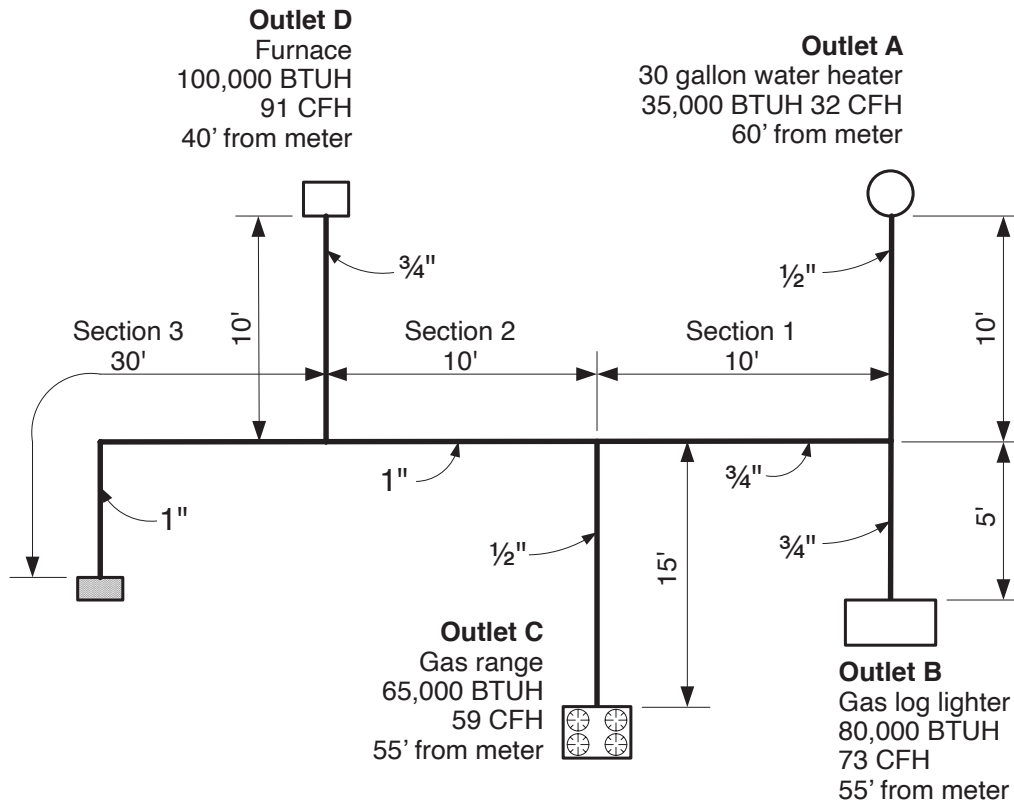 Outlet D
Furnace
100,000 BTUH
91 CFH
40’ from meter
Outlet A
30 gallon water heater
35,000 BTUH 32 CFH
60’ from meter
¾"
½"
10'
10'
Section 3
30'
Section 2
10'
Section 1
10'
1"
1"
¾"
½"
15'
¾"
5'
Outlet C
Gas range
65,000 BTUH
59 CFH
55’ from meter
Outlet B
Gas log lighter
80,000 BTUH
73 CFH
55’ from meter